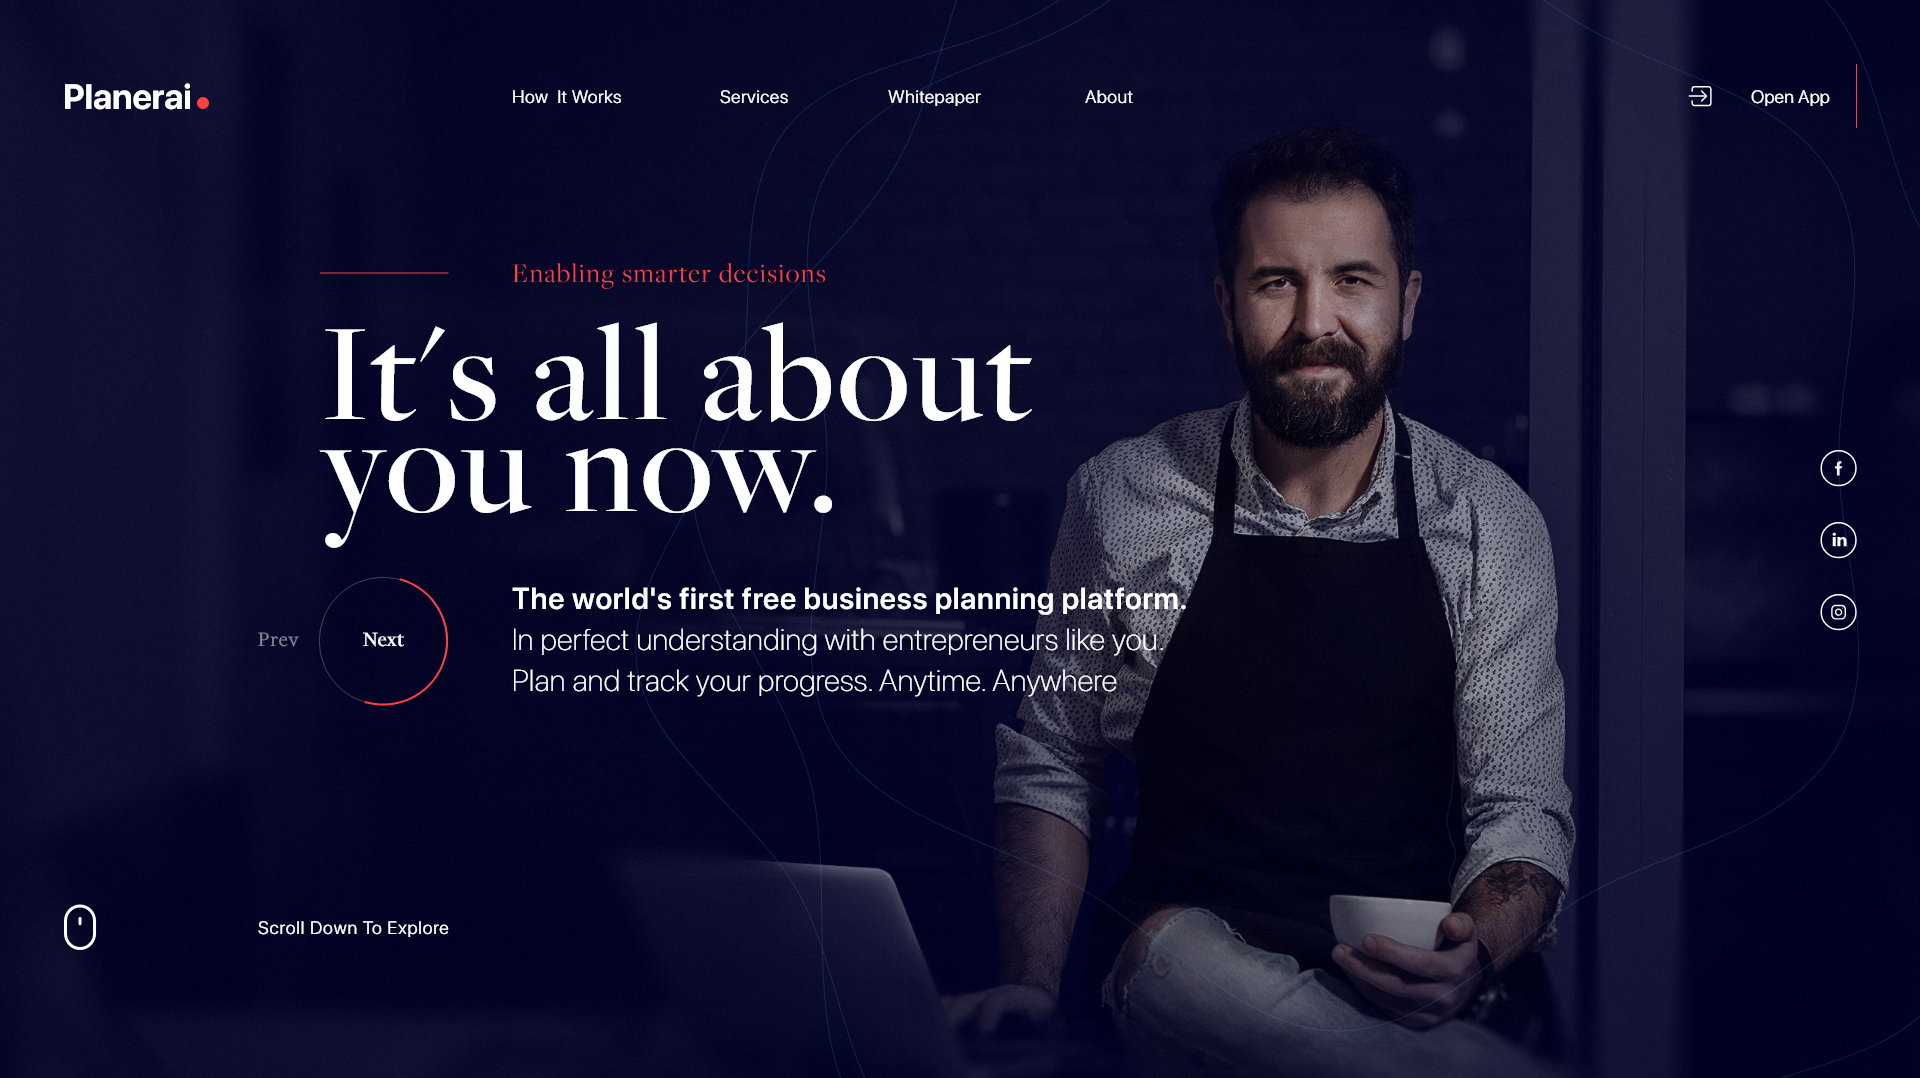 Planerai
How It Works
Services
Whitepaper
About
Open App
Enabling smarter decisions
It's all about
you now.
The world's first free business planning platform.
In perfect understanding with entrepreneurs like you.
Plan and track your progress. Anytime. Anywhere
Prev
Next
f
in
Scroll Down To Explore